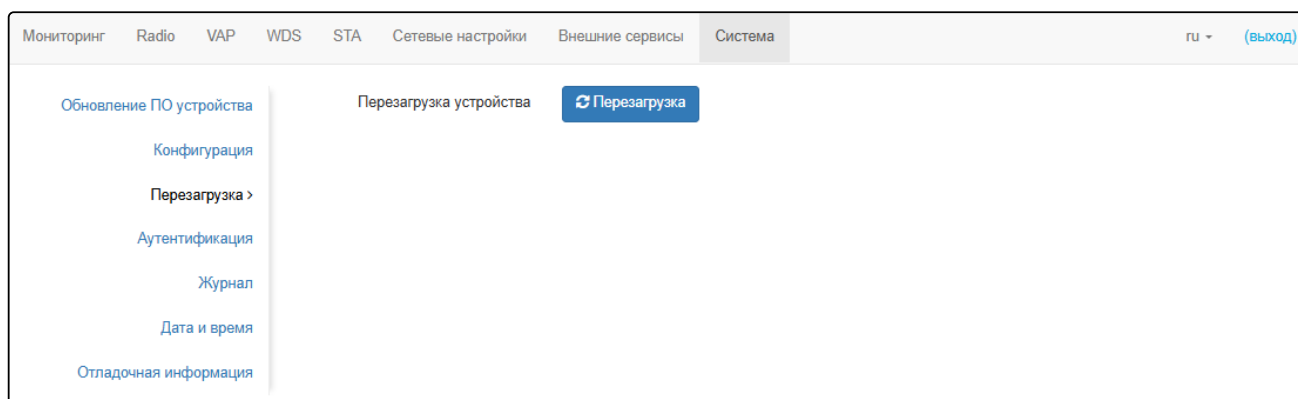 Мониторинг Radio VAP WDS STA Сетевые настройки Внешние сервисы Система ru (выход)
Обновление ПО устройства
Перезагрузка устройства Перезагрузка
Конфигурация
Перезагрузка >
Аутентификация
Журнал
Дата и время
Отладочная информация